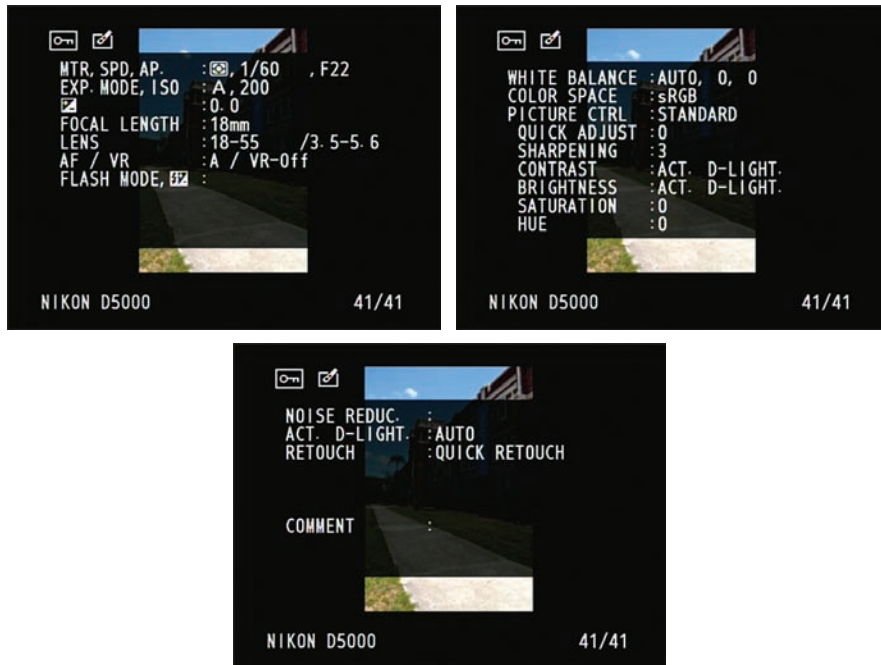 MTR, SPD, AP. : , 1/60 , F22
EXP. MODE, ISO : A, 200
: 0. 0
FOCAL LENGTH : 18mm
LENS : 18-55 /3. 5-5. 6
AF / VR : A / VR-Off
FLASH MODE, :
NIKON D5000 41/41
WHITE BALANCE : AUTO, 0, 0
COLOR SPACE : sRGB
PICTURE CTRL : STANDARD
QUICK ADJUST : 0
SHARPENING : 3
CONTRAST : ACT. D-LIGHT.
BRIGHTNESS : ACT. D-LIGHT.
SATURATION : 0
HUE : 0
NIKON D5000 41/41
NOISE REDUC. :
ACT. D-LIGHT. : AUTO
RETOUCH : QUICK RETOUCH
COMMENT :
NIKON D5000 41/41